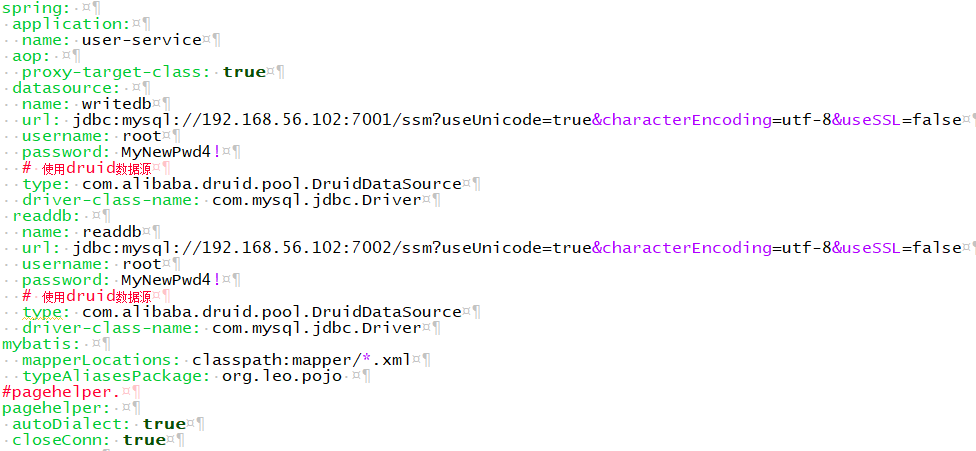 spring:
 application:
  name: user-service
 aop:
  proxy-target-class: true
 datasource:
  name: writedb
  url: jdbc:mysql://192.168.56.102:7001/ssm?useUnicode=true&characterEncoding=utf-8&useSSL=false
  username: root
  password: MyNewPwd4!
  # 使用druid数据源
  type: com.alibaba.druid.pool.DruidDataSource
  driver-class-name: com.mysql.jdbc.Driver
 readdb:
  name: readdb
  url: jdbc:mysql://192.168.56.102:7002/ssm?useUnicode=true&characterEncoding=utf-8&useSSL=false
  username: root
  password: MyNewPwd4!
  # 使用druid数据源
  type: com.alibaba.druid.pool.DruidDataSource
  driver-class-name: com.mysql.jdbc.Driver
mybatis:
  mapperLocations: classpath:mapper/*.xml
  typeAliasesPackage: org.leo.pojo
#pagehelper.
pagehelper:
 autoDialect: true
 closeConn: true